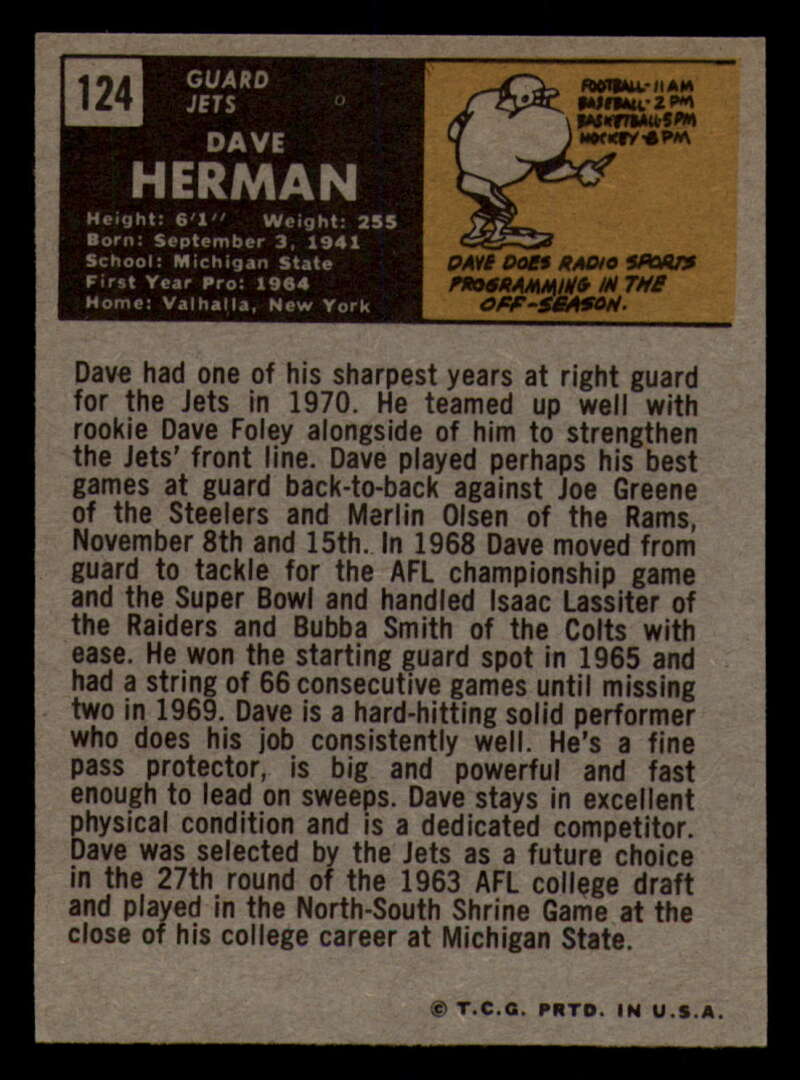 124
GUARD
JETS
DAVE
HERMAN
Height: 6'1" Weight: 255
Born: September 3, 1941
School: Michigan State
First Year Pro: 1964
Home: Valhalla, New York
FOOTBALL-11 AM
BASEBALL-2 PM
BASKETBALL-5 PM
HOCKEY-8 PM
DAVE DOES RADIO SPORTS
PROGRAMMING IN THE
OFF-SEASON.
Dave had one of his sharpest years at right guard
for the Jets in 1970. He teamed up well with
rookie Dave Foley alongside of him to strengthen
the Jets' front line. Dave played perhaps his best
games at guard back-to-back against Joe Greene
of the Steelers and Merlin Olsen of the Rams,
November 8th and 15th. In 1968 Dave moved from
guard to tackle for the AFL championship game
and the Super Bowl and handled Isaac Lassiter of
the Raiders and Bubba Smith of the Colts with
ease. He won the starting guard spot in 1965 and
had a string of 66 consecutive games until missing
two in 1969. Dave is a hard-hitting solid performer
who does his job consistently well. He's a fine
pass protector, is big and powerful and fast
enough to lead on sweeps. Dave stays in excellent
physical condition and is a dedicated competitor.
Dave was selected by the Jets as a future choice
in the 27th round of the 1963 AFL college draft
and played in the North-South Shrine Game at the
close of his college career at Michigan State.
© T.C.G. PRTD. IN U.S.A.